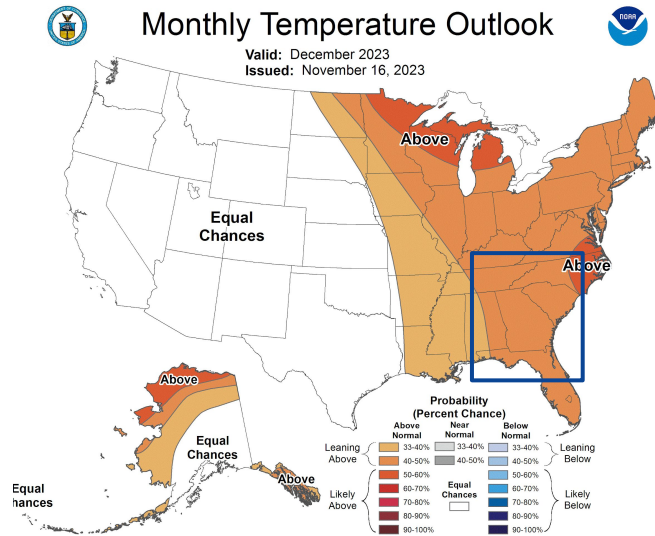 Monthly Temperature Outlook
NOAA
Valid: December 2023
Issued: November 16, 2023
Above
Equal
Chances
Above
Above
Equal
Chances
Above
Equal
hances
Probability
(Percent Chance)
Above
Normal
Near
Normal
Below
Normal
Leaning
Above
33-40%
33-40%
33-40%
Leaning
Below
40-50%
40-50%
40-50%
Likely
Above
50-60%
60-70%
70-80%
80-90%
90-100%
Equal
Chances
50-60%
60-70%
70-80%
80-90%
90-100%
Likely
Below